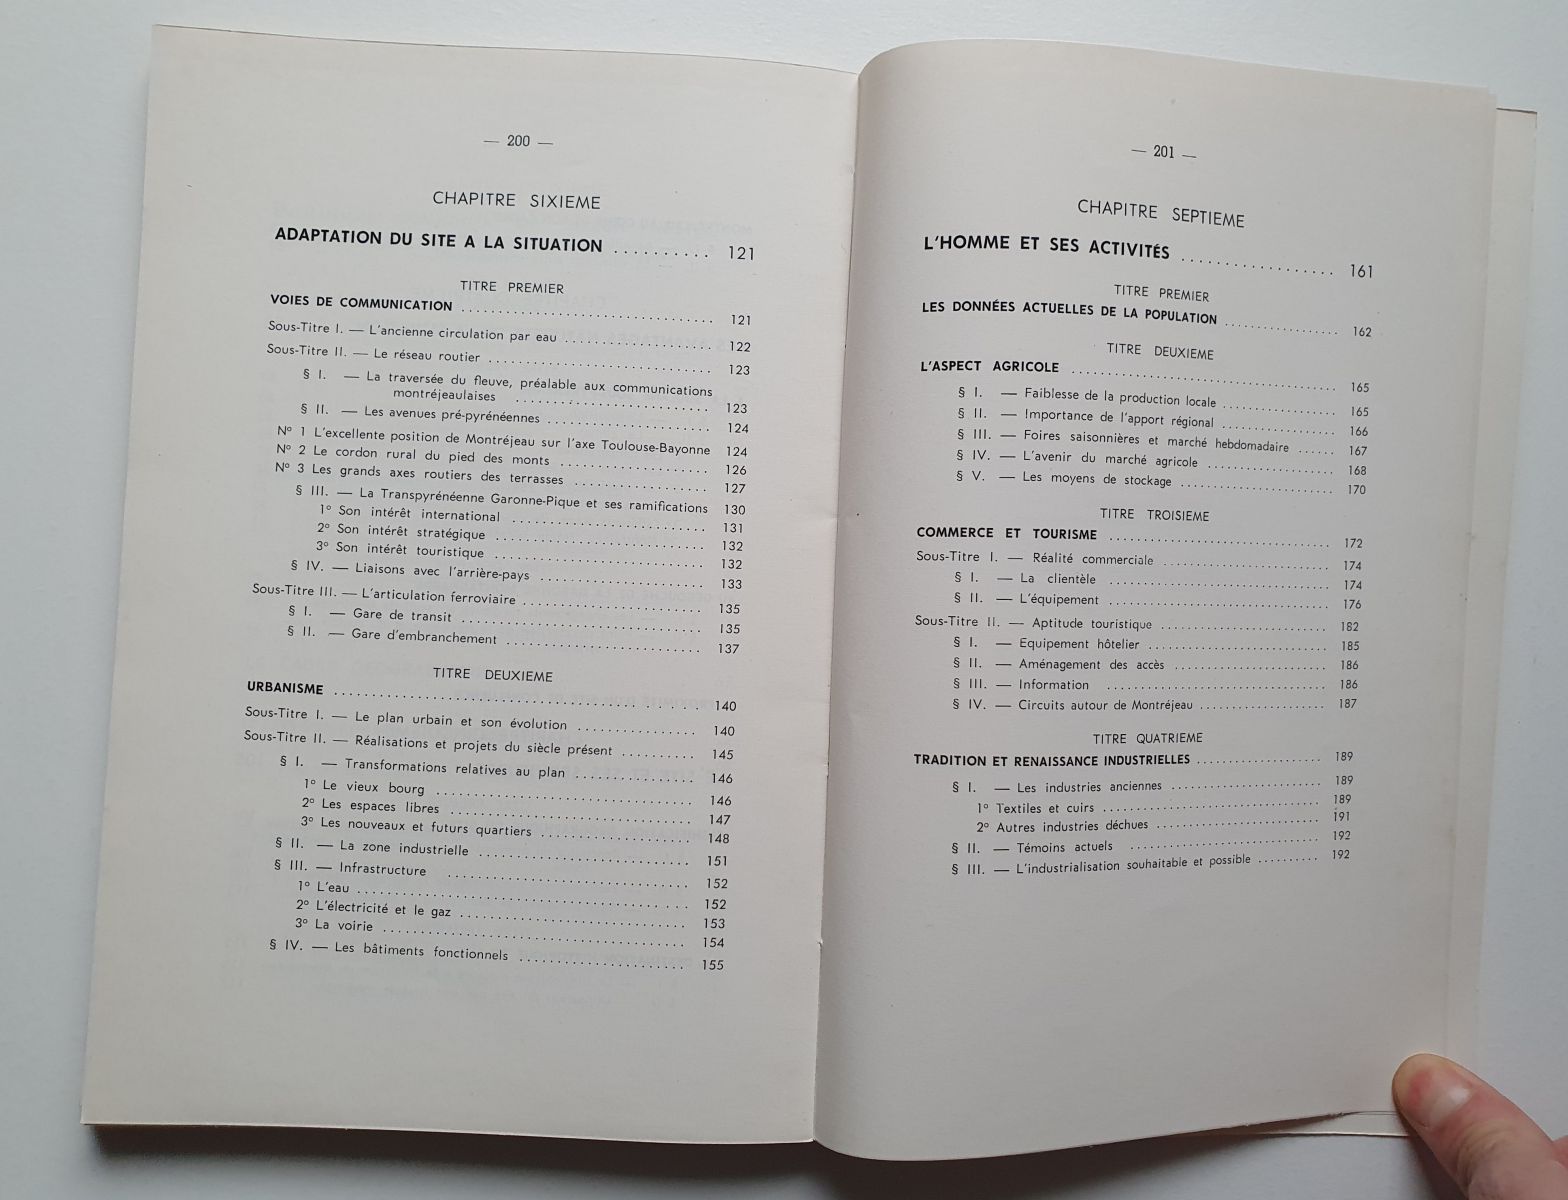 — 200 —
CHAPITRE SIXIEME
ADAPTATION DU SITE A LA SITUATION .......... 121
TITRE PREMIER
VOIES DE COMMUNICATION ................................. 121
Sous-Titre I. — L'ancienne circulation par eau ................... 122
Sous-Titre II. — Le réseau routier ............................. 123
§ I. — La traversée du fleuve, préalable aux communications
montréjeaulaises ......................... 123
§ II. — Les avenues pré-pyrénéennes ..................... 124
N° 1 L'excellente position de Montréjeau sur l'axe Toulouse-Bayonne 124
N° 2 Le cordon rural du pied des monts .................. 126
N° 3 Les grands axes routiers des terrasses ................. 127
§ III. — La Transpyrénéenne Garonne-Pique et ses ramifications 130
1° Son intérêt international ......................... 131
2° Son intérêt stratégique .......................... 132
3° Son intérêt touristique ........................... 132
§ IV. — Liaisons avec l'arrière-pays ...................... 133
Sous-Titre III. — L'articulation ferroviaire ........................ 135
§ I. — Gare de transit ................................ 135
§ II. — Gare d'embranchement .......................... 137
TITRE DEUXIEME
URBANISME ................................................ 140
Sous-Titre I. — Le plan urbain et son évolution ................ 140
Sous-Titre II. — Réalisations et projets du siècle présent .......... 145
§ I. — Transformations relatives au plan ................ 146
1° Le vieux bourg .................................. 146
2° Les espaces libres ................................ 147
3° Les nouveaux et futurs quartiers ................... 148
§ II. — La zone industrielle ............................ 151
§ III. — Infrastructure ................................ 152
1° L'eau ............................................ 152
2° L'électricité et le gaz ............................. 153
3° La voirie ........................................ 154
§ IV. — Les bâtiments fonctionnels ...................... 155
— 201 —
CHAPITRE SEPTIEME
L'HOMME ET SES ACTIVITÉS ................. 161
TITRE PREMIER
LES DONNÉES ACTUELLES DE LA POPULATION ............... 162
TITRE DEUXIEME
L'ASPECT AGRICOLE ................................... 165
§ I. — Faiblesse de la production locale ............... 165
§ II. — Importance de l'apport régional ................ 166
§ III. — Foires saisonnières et marché hebdomadaire ...... 167
§ IV. — L'avenir du marché agricole ................. 168
§ V. — Les moyens de stockage ..................... 170
TITRE TROISIEME
COMMERCE ET TOURISME .............................. 172
Sous-Titre I. — Réalité commerciale ....................... 174
§ I. — La clientèle .............................. 174
§ II. — L'équipement ............................. 176
Sous-Titre II. — Aptitude touristique ....................... 182
§ I. — Equipement hôtelier ......................... 185
§ II. — Aménagement des accès ..................... 186
§ III. — Information .............................. 186
§ IV. — Circuits autour de Montréjeau ................. 187
TITRE QUATRIEME
TRADITION ET RENAISSANCE INDUSTRIELLES .................. 189
§ I. — Les industries anciennes ..................... 189
1° Textiles et cuirs ............................... 189
2° Autres industries déchues ....................... 191
§ II. — Témoins actuels ........................... 192
§ III. — L'industrialisation souhaitable et possible .......... 192